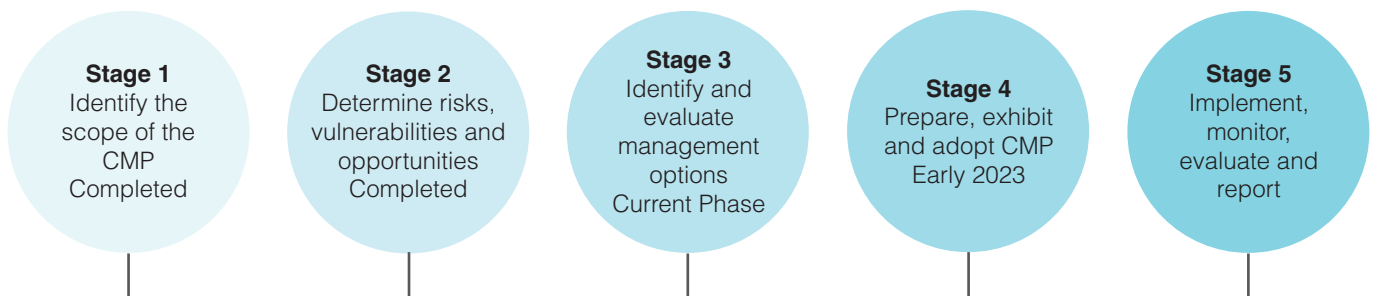 Stage 1
Identify the
scope of the
CMP
Completed
Stage 2
Determine risks,
vulnerabilities and
opportunities
Completed
Stage 3
Identify and
evaluate
management
options
Current Phase
Stage 4
Prepare, exhibit
and adopt CMP
Early 2023
Stage 5
Implement,
monitor,
evaluate and
report